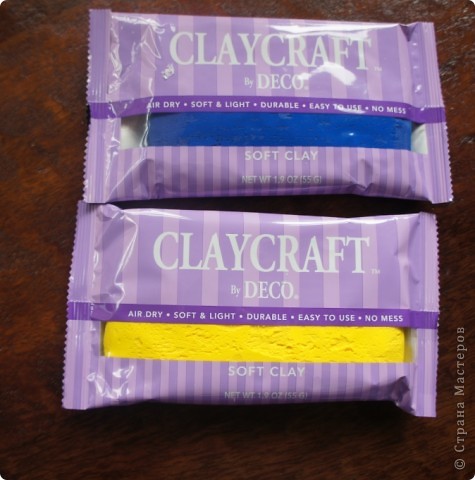 CLAYCRAFT™
By DECO®
AIR DRY • SOFT & LIGHT • DURABLE • EASY TO USE • NO MESS
SOFT CLAY
NET WT 1.9 OZ (55 G)
CLAYCRAFT™
By DECO®
AIR DRY • SOFT & LIGHT • DURABLE • EASY TO USE • NO MESS
SOFT CLAY
NET WT 1.9 OZ (55 G)
© Страна Мастеров